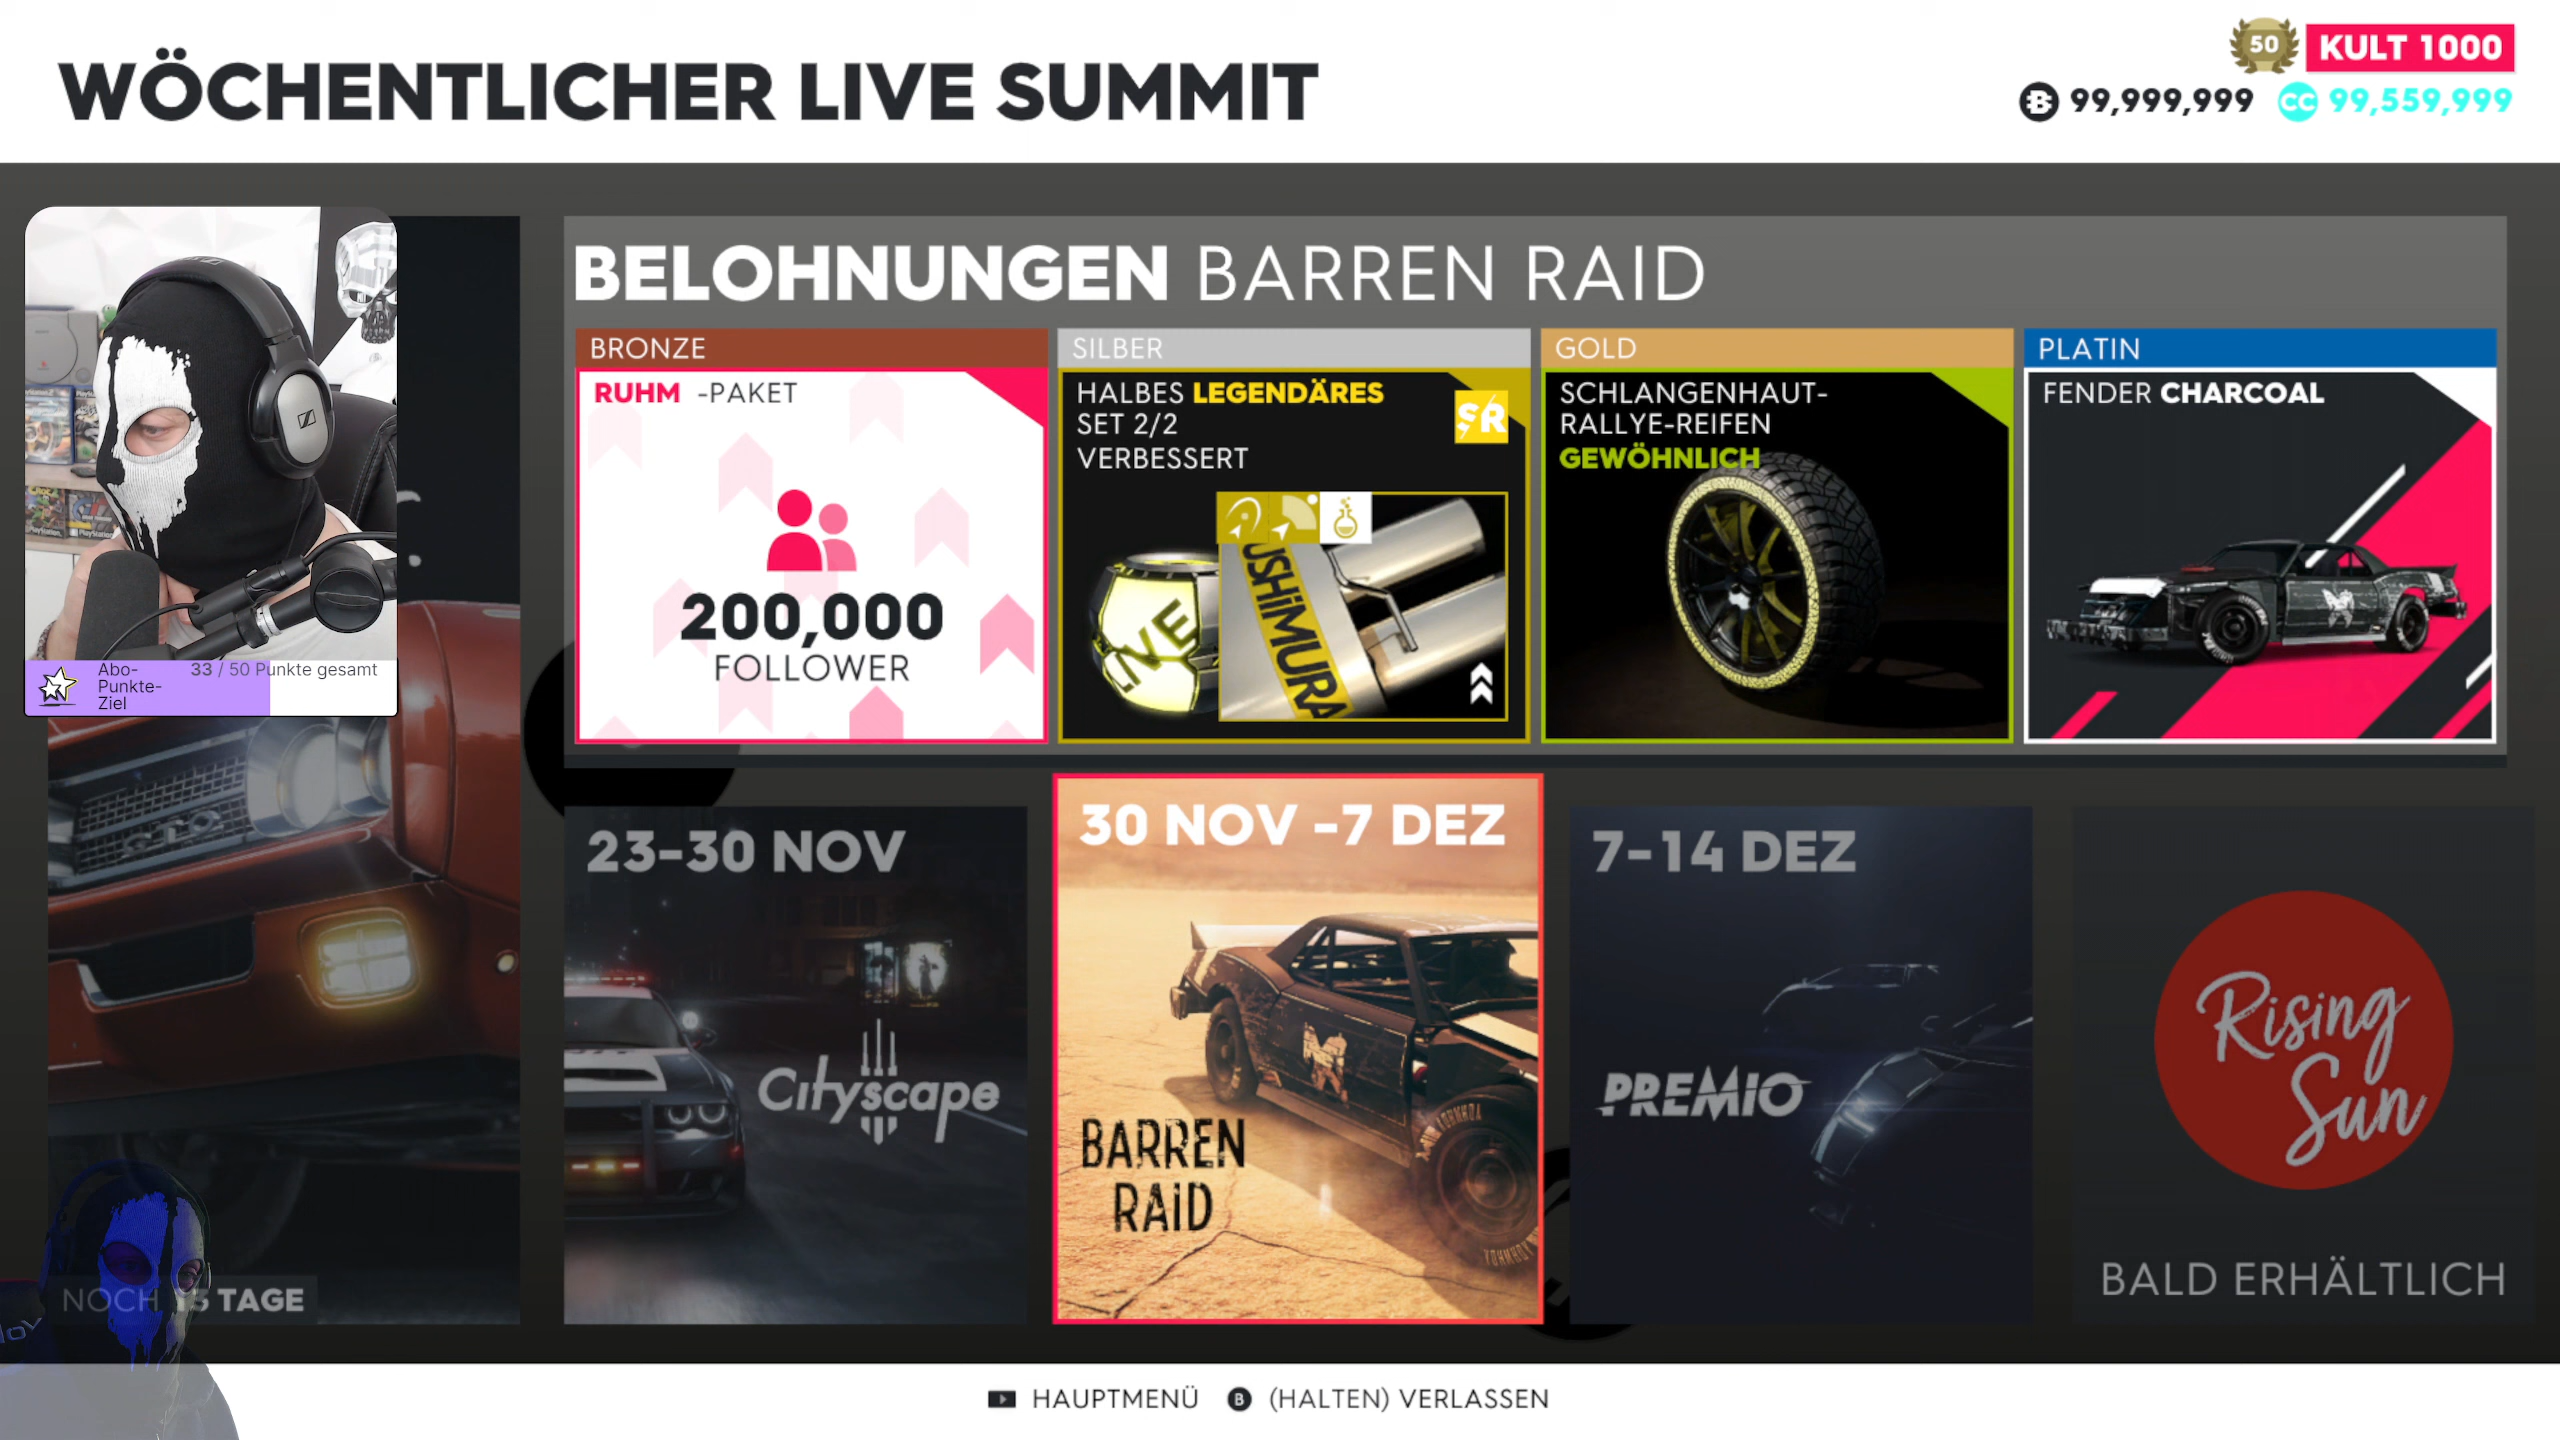 WÖCHENTLICHER LIVE SUMMIT
50 KULT 1000
99,999,999 CC 99,559,999
BELOHNUNGEN BARREN RAID
BRONZE
RUHM -PAKET
200,000
FOLLOWER
SILBER
HALBES LEGENDÄRES
SET 2/2
VERBESSERT
SR
LIVE
USHIMURA
GOLD
SCHLANGENHAUT-
RALLYE-REIFEN
GEWÖHNLICH
PLATIN
FENDER CHARCOAL
Abo-
Punkte-
Ziel
33 / 50 Punkte gesamt
GTO
NOCH TAGE
23-30 NOV
Cityscape
30 NOV -7 DEZ
BARREN
RAID
7-14 DEZ
PREMIO
Rising
Sun
BALD ERHÄLTLICH
HAUPTMENÜ B (HALTEN) VERLASSEN